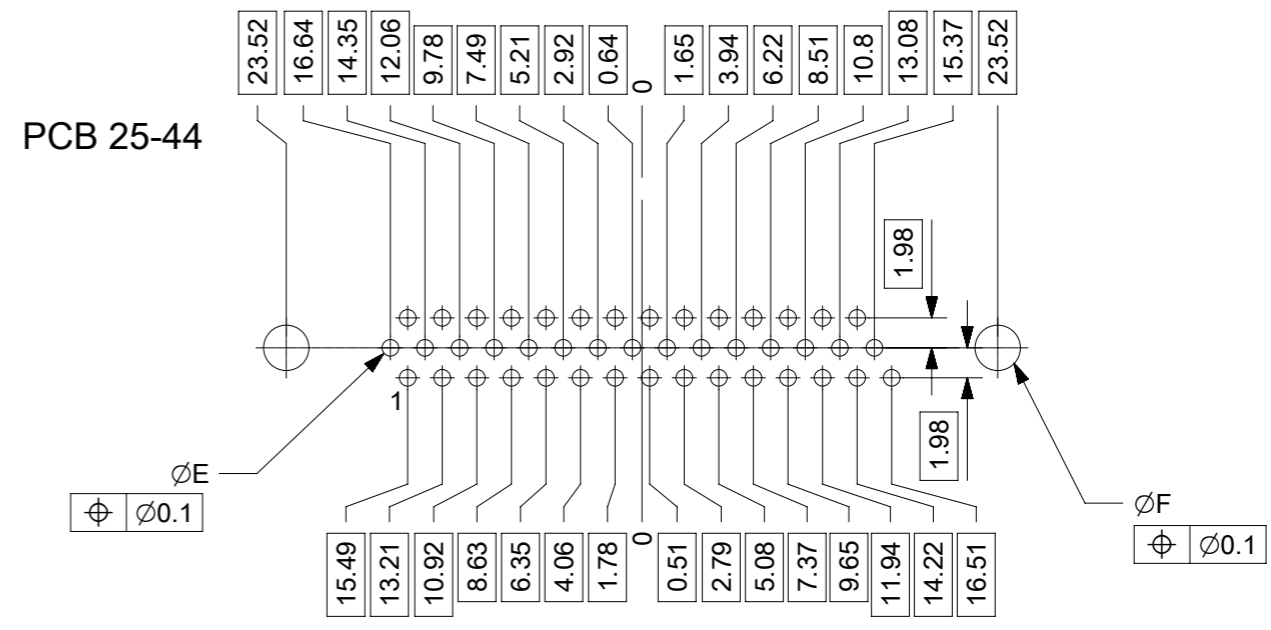 23.52 16.64 14.35 12.06 9.78 7.49 5.21 2.92 0.64 0 1.65 3.94 6.22 8.51 10.8 13.08 15.37 23.52
PCB 25-44
1.98
1
1.98
∅E
⌖ ∅0.1
∅F
⌖ ∅0.1
15.49 13.21 10.92 8.63 6.35 4.06 1.78 0 0.51 2.79 5.08 7.37 9.65 11.94 14.22 16.51